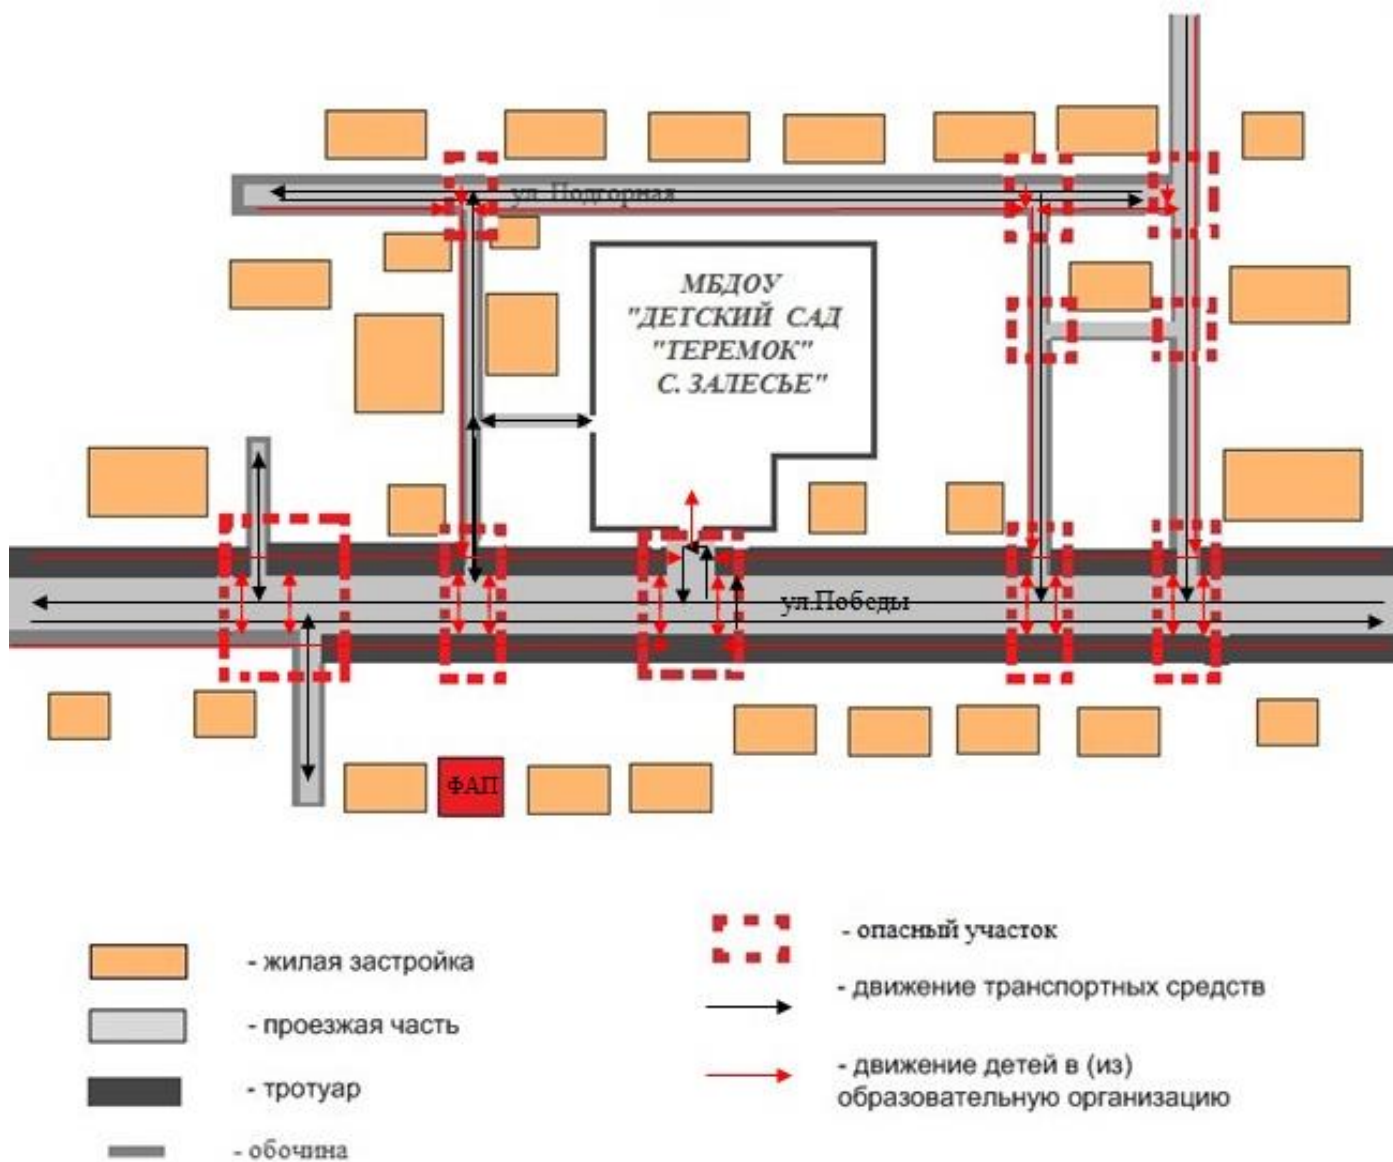 ул. Подгорная
МБДОУ
"ДЕТСКИЙ САД
"ТЕРЕМОК"
С. ЗАЛЕСЬЕ"
ул.Победы
ФАП
- жилая застройка
- проезжая часть
- тротуар
- обочина
- опасный участок
- движение транспортных средств
- движение детей в (из)
образовательную организацию